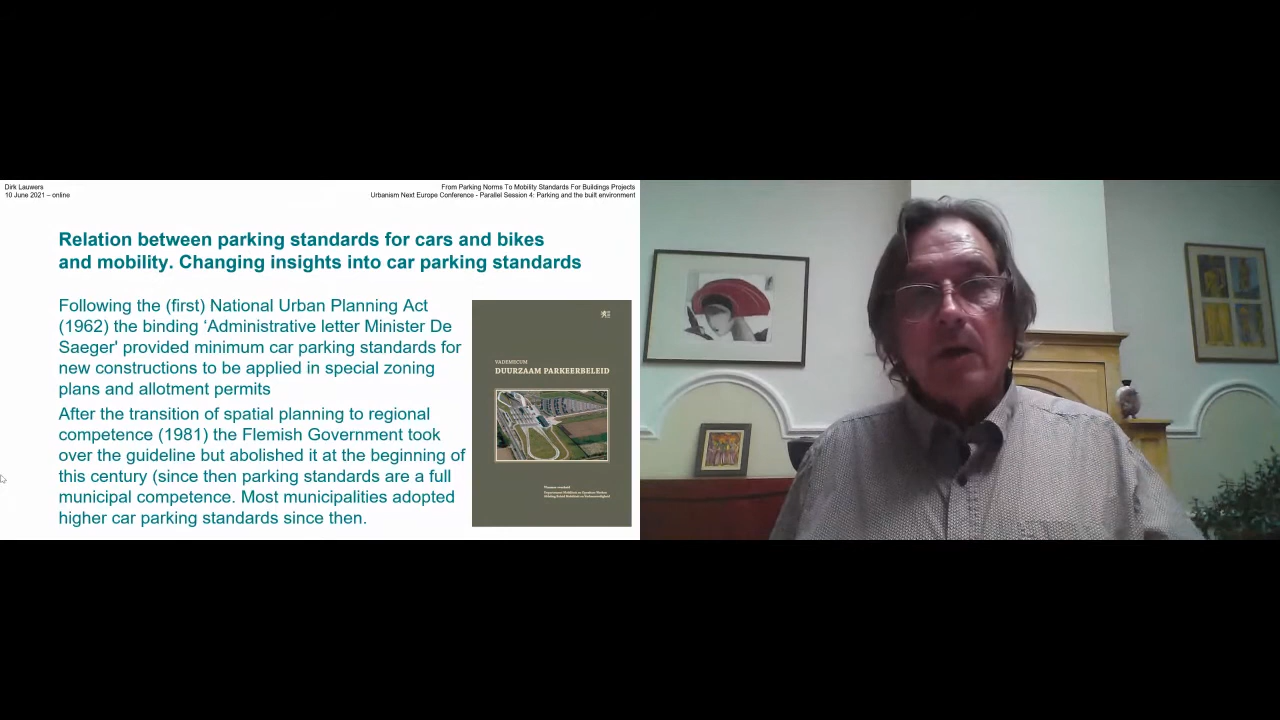 Dirk Lauwers
10 June 2021 – online
From Parking Norms To Mobility Standards For Buildings Projects
Urbanism Next Europe Conference - Parallel Session 4: Parking and the built environment
Relation between parking standards for cars and bikes
and mobility. Changing insights into car parking standards
Following the (first) National Urban Planning Act
(1962) the binding ‘Administrative letter Minister De
Saeger' provided minimum car parking standards for
new constructions to be applied in special zoning
plans and allotment permits
After the transition of spatial planning to regional
competence (1981) the Flemish Government took
over the guideline but abolished it at the beginning of
this century (since then parking standards are a full
municipal competence. Most municipalities adopted
higher car parking standards since then.
VADEMECUM
DUURZAAM PARKEERBELEID